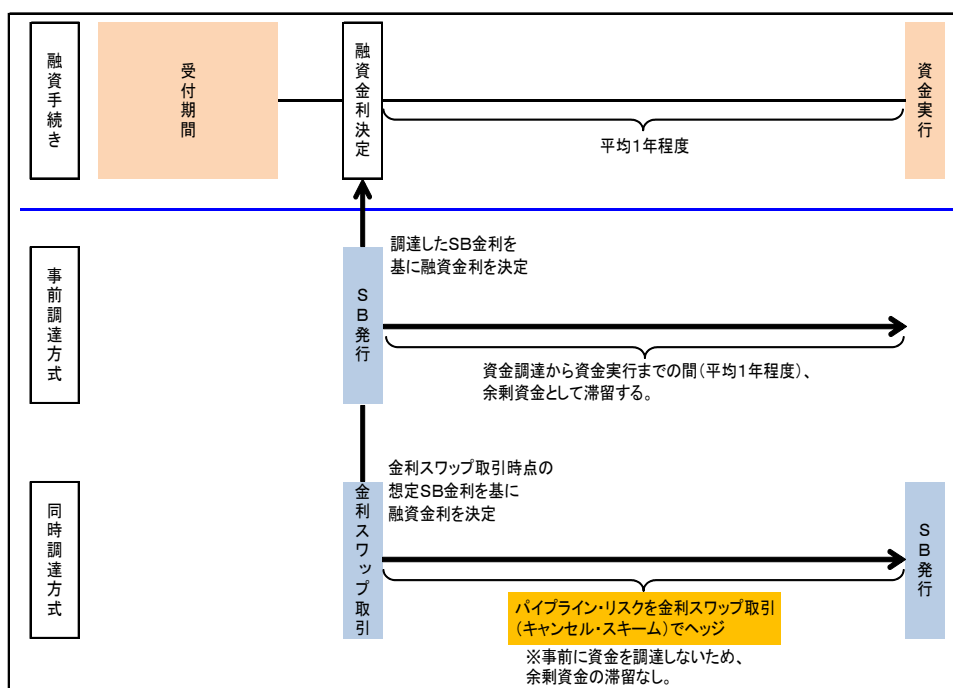 融資手続き
受付期間
融資金利決定
資金実行
平均1年程度
事前調達方式
SB発行
調達したSB金利を
基に融資金利を決定
資金調達から資金実行までの間(平均1年程度)、
余剰資金として滞留する。
同時調達方式
金利スワップ取引
金利スワップ取引時点の
想定SB金利を基に
融資金利を決定
SB発行
パイプライン・リスクを金利スワップ取引
(キャンセル・スキーム)でヘッジ
※事前に資金を調達しないため、
余剰資金の滞留なし。